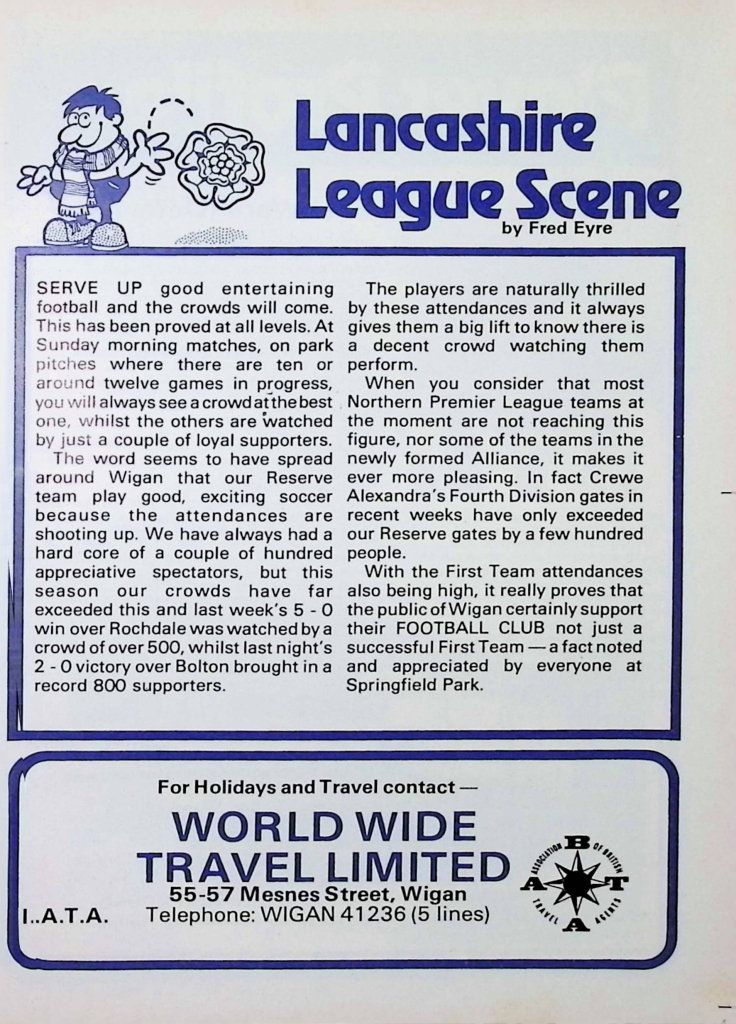 Lancashire
League Scene
by Fred Eyre
SERVE UP good entertaining
football and the crowds will come.
This has been proved at all levels. At
Sunday morning matches, on park
pitches where there are ten or
around twelve games in progress,
you will always see a crowd at the best
one, whilst the others are watched
by just a couple of loyal supporters.
The word seems to have spread
around Wigan that our Reserve
team play good, exciting soccer
because the attendances are
shooting up. We have always had a
hard core of a couple of hundred
appreciative spectators, but this
season our crowds have far
exceeded this and last week's 5 - 0
win over Rochdale was watched by a
crowd of over 500, whilst last night's
2 - 0 victory over Bolton brought in a
record 800 supporters.
The players are naturally thrilled
by these attendances and it always
gives them a big lift to know there is
a decent crowd watching them
perform.
When you consider that most
Northern Premier League teams at
the moment are not reaching this
figure, nor some of the teams in the
newly formed Alliance, it makes it
ever more pleasing. In fact Crewe
Alexandra's Fourth Division gates in
recent weeks have only exceeded
our Reserve gates by a few hundred
people.
With the First Team attendances
also being high, it really proves that
the public of Wigan certainly support
their FOOTBALL CLUB not just a
successful First Team — a fact noted
and appreciated by everyone at
Springfield Park.
For Holidays and Travel contact —
WORLD WIDE
TRAVEL LIMITED
55-57 Mesnes Street, Wigan
I..A.T.A.
Telephone: WIGAN 41236 (5 lines)
ASSOCIATION OF BRITISH
TRAVEL AGENTS
A B T A